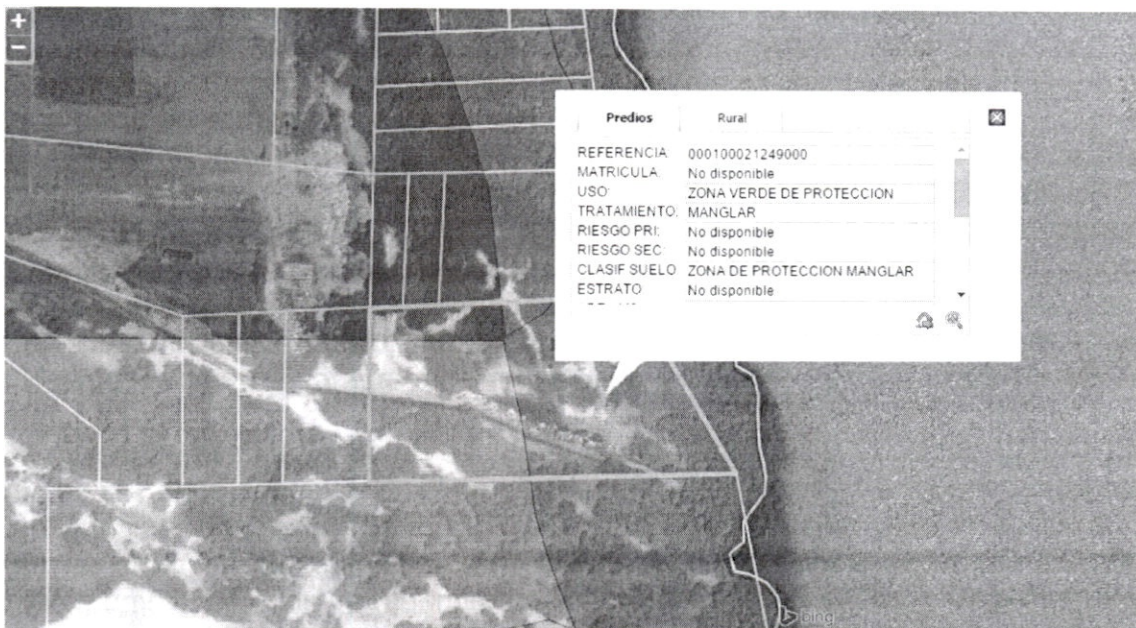 +
−
Predios Rural
REFERENCIA: 000100021249000
MATRICULA: No disponible
USO: ZONA VERDE DE PROTECCION
TRATAMIENTO: MANGLAR
RIESGO PRI: No disponible
RIESGO SEC: No disponible
CLASIF SUELO ZONA DE PROTECCION MANGLAR
ESTRATO No disponible
bing